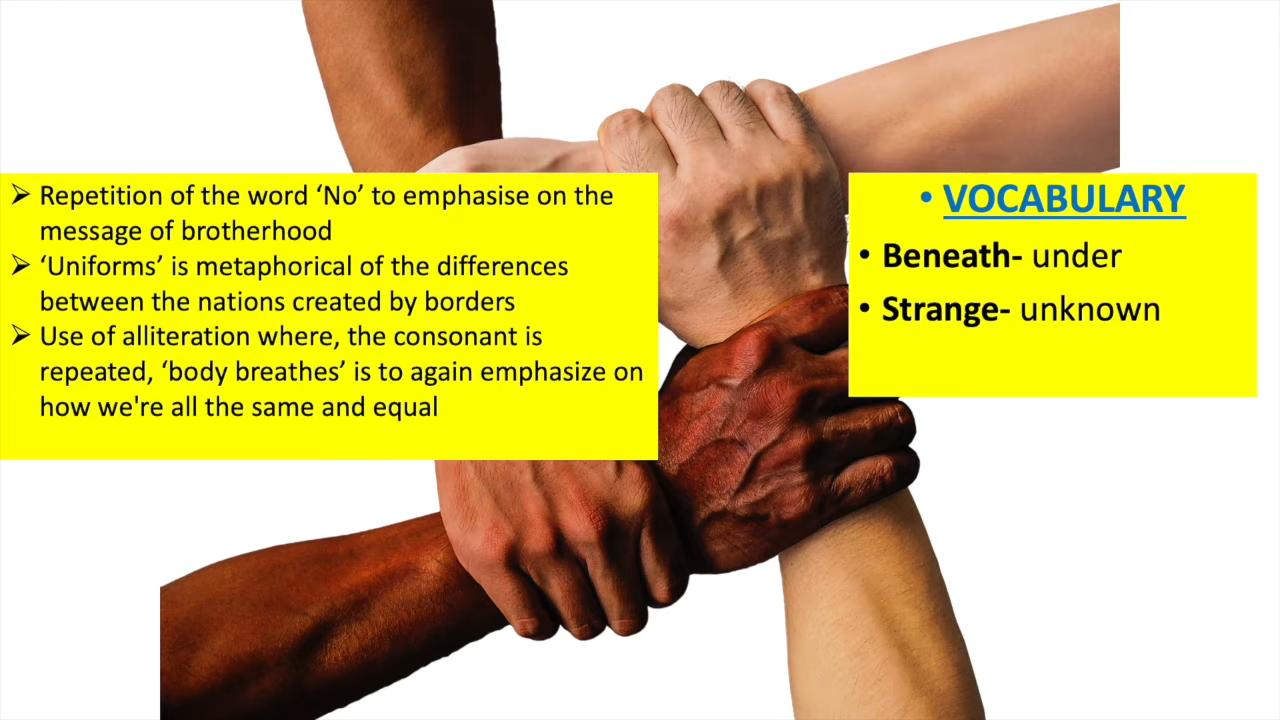 ➢ Repetition of the word ‘No’ to emphasise on the
message of brotherhood
➢ ‘Uniforms’ is metaphorical of the differences
between the nations created by borders
➢ Use of alliteration where, the consonant is
repeated, ‘body breathes’ is to again emphasize on
how we're all the same and equal
• VOCABULARY
• Beneath- under
• Strange- unknown